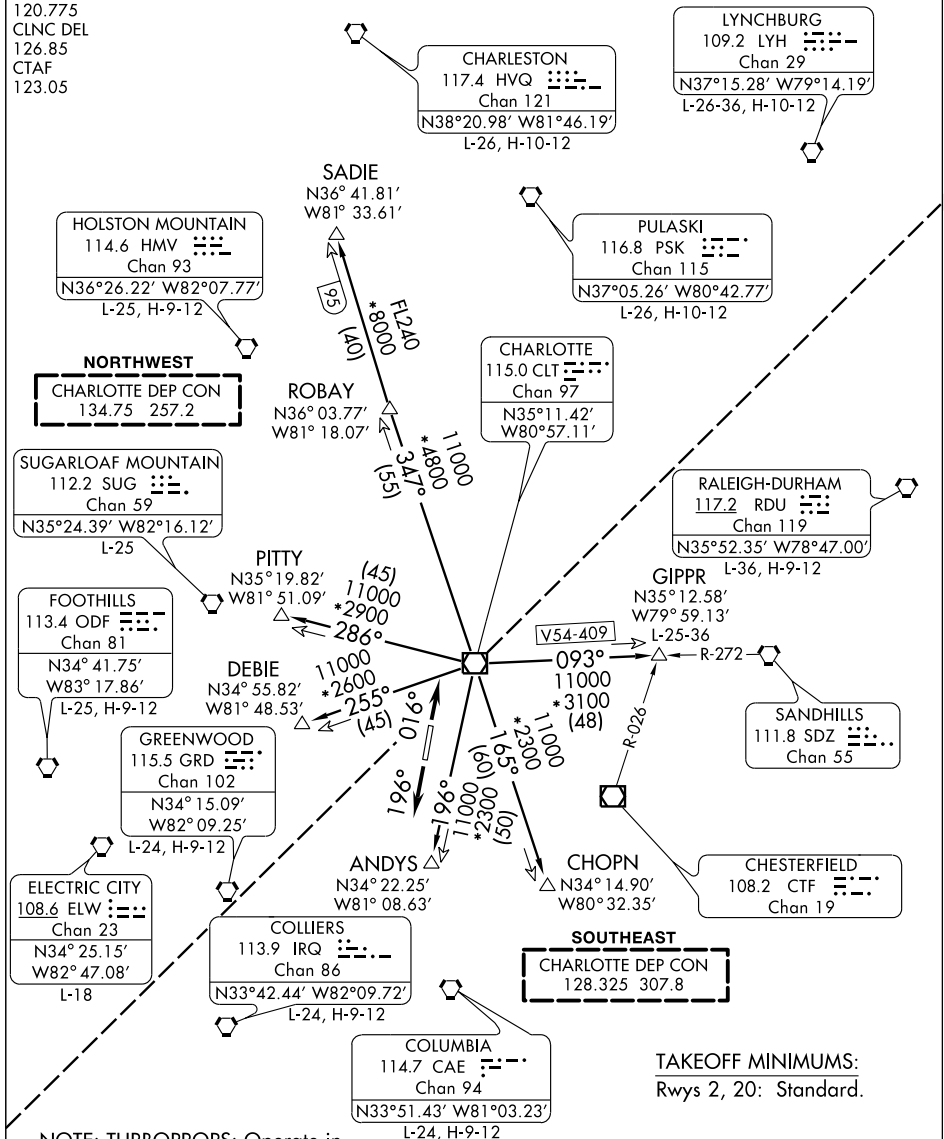 120.775
CLNC DEL
126.85
CTAF
123.05
CHARLESTON
117.4 HVQ
Chan 121
N38°20.98' W81°46.19'
L-26, H-10-12
LYNCHBURG
109.2 LYH
Chan 29
N37°15.28' W79°14.19'
L-26-36, H-10-12
SADIE
N36° 41.81'
W81° 33.61'
HOLSTON MOUNTAIN
114.6 HMV
Chan 93
N36°26.22' W82°07.77'
L-25, H-9-12
PULASKI
116.8 PSK
Chan 115
N37°05.26' W80°42.77'
L-26, H-10-12
95
FL240
*8000
(40)
NORTHWEST
CHARLOTTE DEP CON
134.75 257.2
CHARLOTTE
115.0 CLT
Chan 97
N35°11.42'
W80°57.11'
ROBAY
N36° 03.77'
W81° 18.07'
11000
*4800
347°
(55)
SUGARLOAF MOUNTAIN
112.2 SUG
Chan 59
N35°24.39' W82°16.12'
L-25
RALEIGH-DURHAM
117.2 RDU
Chan 119
N35°52.35' W78°47.00'
L-36, H-9-12
PITTY
N35°19.82'
W81°51.09'
(45)
11000
*2900
286°
GIPPR
N35°12.58'
W79°59.13'
L-25-36
FOOTHILLS
113.4 ODF
Chan 81
N34°41.75'
W83°17.86'
L-25, H-9-12
V54-409
093°
11000
*3100
(48)
R-272
DEBIE
N34°55.82'
W81°48.53'
11000
*2600
255°
(45)
016°
196°
R-026
SANDHILLS
111.8 SDZ
Chan 55
GREENWOOD
115.5 GRD
Chan 102
N34°15.09'
W82°09.25'
L-24, H-9-12
11000
*2300
165°
(60)
196°
11000
*2300
(50)
ANDYS
N34°22.25'
W81°08.63'
CHOPN
N34°14.90'
W80°32.35'
CHESTERFIELD
108.2 CTF
Chan 19
ELECTRIC CITY
108.6 ELW
Chan 23
N34°25.15'
W82°47.08'
L-18
COLLIERS
113.9 IRQ
Chan 86
N33°42.44' W82°09.72'
L-24, H-9-12
SOUTHEAST
CHARLOTTE DEP CON
128.325 307.8
COLUMBIA
114.7 CAE
Chan 94
N33°51.43' W81°03.23'
L-24, H-9-12
TAKEOFF MINIMUMS:
Rwys 2, 20: Standard.
NOTE: TURBOPROPS: Operate in